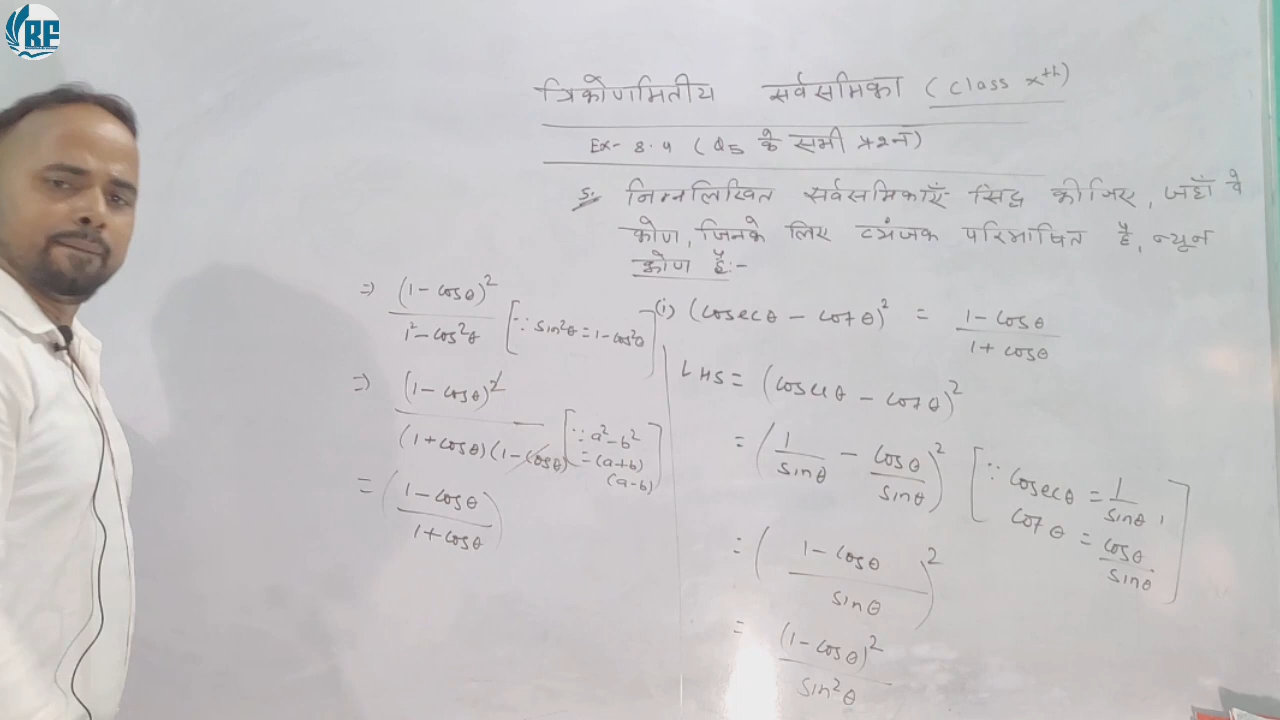 RF
त्रिकोणमितीय सर्वसमिका (Class Xth)
Ex- 8.4 (Q5 के सभी प्रश्न)
5. निम्नलिखित सर्वसमिकाएँ सिद्ध कीजिए, जहाँ वे
कोण, जिनके लिए व्यंजक परिभाषित है, न्यून
कोण है:-
(i) (cosecθ - cotθ)² = (1 - cosθ)/(1 + cosθ)
LHS = (cosecθ - cotθ)²
= (1/sinθ - cosθ/sinθ)² [∵ cosecθ = 1/sinθ, cotθ = cosθ/sinθ]
= ((1 - cosθ)/sinθ)²
= (1 - cosθ)²/sin²θ
⇒ (1 - cosθ)²/(1² - cos²θ) [∵ sin²θ = 1 - cos²θ]
⇒ (1 - cosθ)²/((1 + cosθ)(1 - cosθ)) [∵ a² - b² = (a+b)(a-b)]
= ((1 - cosθ)/(1 + cosθ))